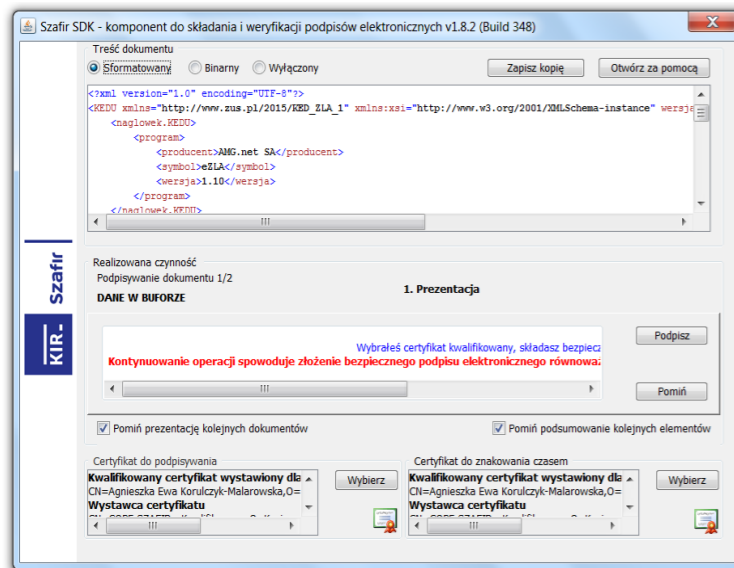 Szafir SDK - komponent do składania i weryfikacji podpisów elektronicznych v1.8.2 (Build 348)
Treść dokumentu
Sformatowany Binarny Wyłączony Zapisz kopię Otwórz za pomocą
<?xml version="1.0" encoding="UTF-8"?>
<KEDU xmlns="http://www.zus.pl/2015/KED_ZLA_1" xmlns:xsi="http://www.w3.org/2001/XMLSchema-instance" wersja
<naglowek.KEDU>
<program>
<producent>AMG.net SA</producent>
<symbol>eZLA</symbol>
<wersja>1.10</wersja>
</program>
</naglowek.KEDU>
KIR Szafir
Realizowana czynność
Podpisywanie dokumentu 1/2
1. Prezentacja
DANE W BUFORZE
Wybrałeś certyfikat kwalifikowany, składasz bezpiecz
Podpisz
Kontynuowanie operacji spowoduje złożenie bezpiecznego podpisu elektronicznego równoważ
Pomiń
Pomiń prezentację kolejnych dokumentów Pomiń podsumowanie kolejnych elementów
Certyfikat do podpisywania
Kwalifikowany certyfikat wystawiony dla
CN=Agnieszka Ewa Korulczyk-Malarowska,O=
Wystawca certyfikatu
Wybierz
Certyfikat do znakowania czasem
Kwalifikowany certyfikat wystawiony dla
CN=Agnieszka Ewa Korulczyk-Malarowska,O=
Wystawca certyfikatu
Wybierz